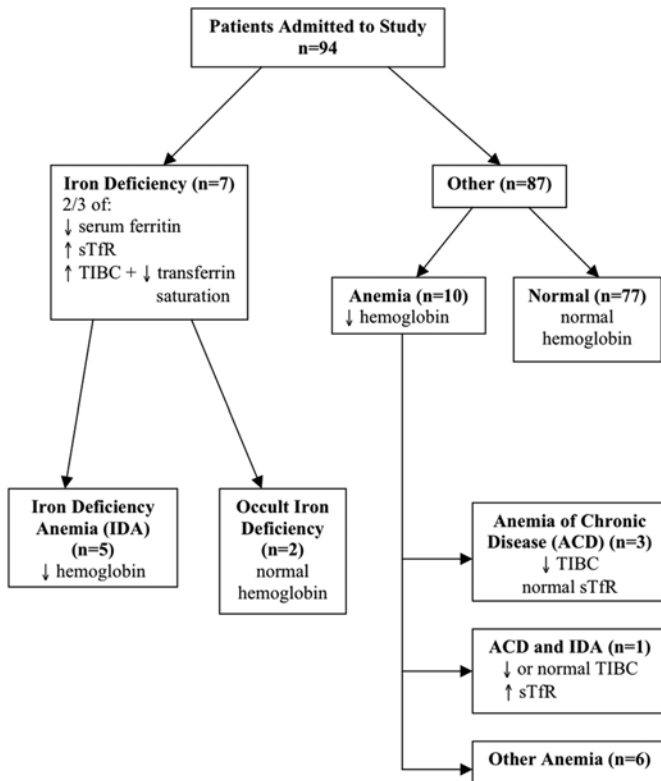 Patients Admitted to Study
n=94
Iron Deficiency (n=7)
2/3 of:
↓ serum ferritin
↑ sTfR
↑ TIBC + ↓ transferrin
saturation
Other (n=87)
Anemia (n=10)
↓ hemoglobin
Normal (n=77)
normal
hemoglobin
Iron Deficiency
Anemia (IDA)
(n=5)
↓ hemoglobin
Occult Iron
Deficiency
(n=2)
normal
hemoglobin
Anemia of Chronic
Disease (ACD) (n=3)
↓ TIBC
normal sTfR
ACD and IDA (n=1)
↓ or normal TIBC
↑ sTfR
Other Anemia (n=6)